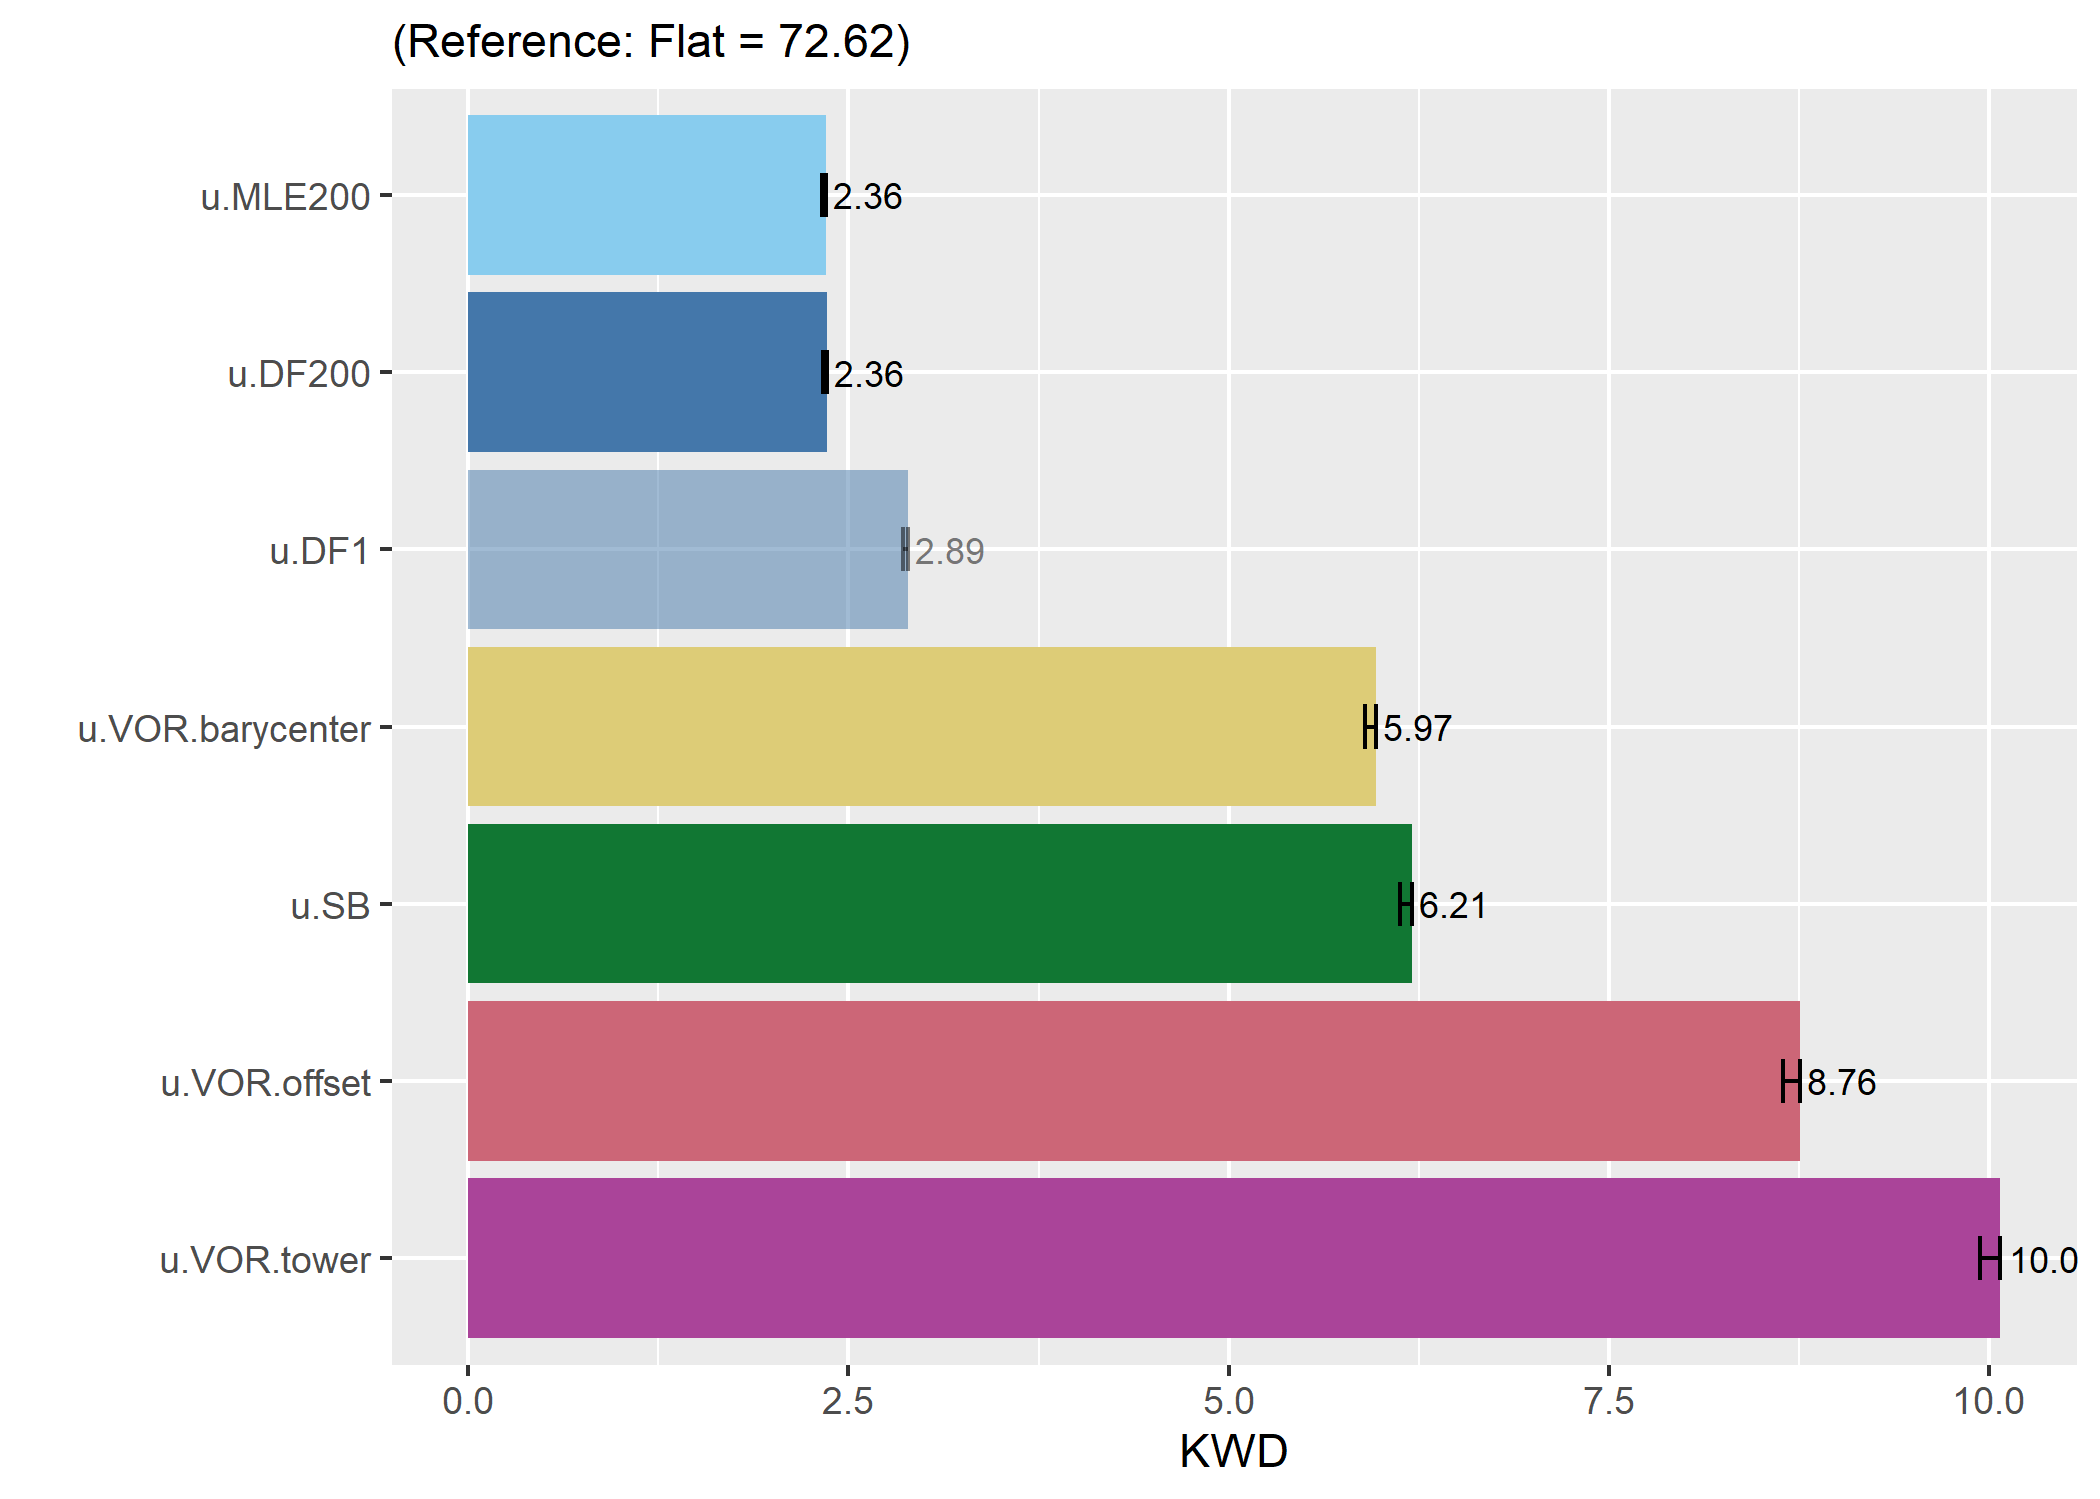 (Reference: Flat = 72.62)
u.MLE200 2.36
u.DF200 2.36
u.DF1 2.89
u.VOR.barycenter 5.97
u.SB 6.21
u.VOR.offset 8.76
u.VOR.tower 10.0
0.0 2.5 5.0 7.5 10.0
KWD